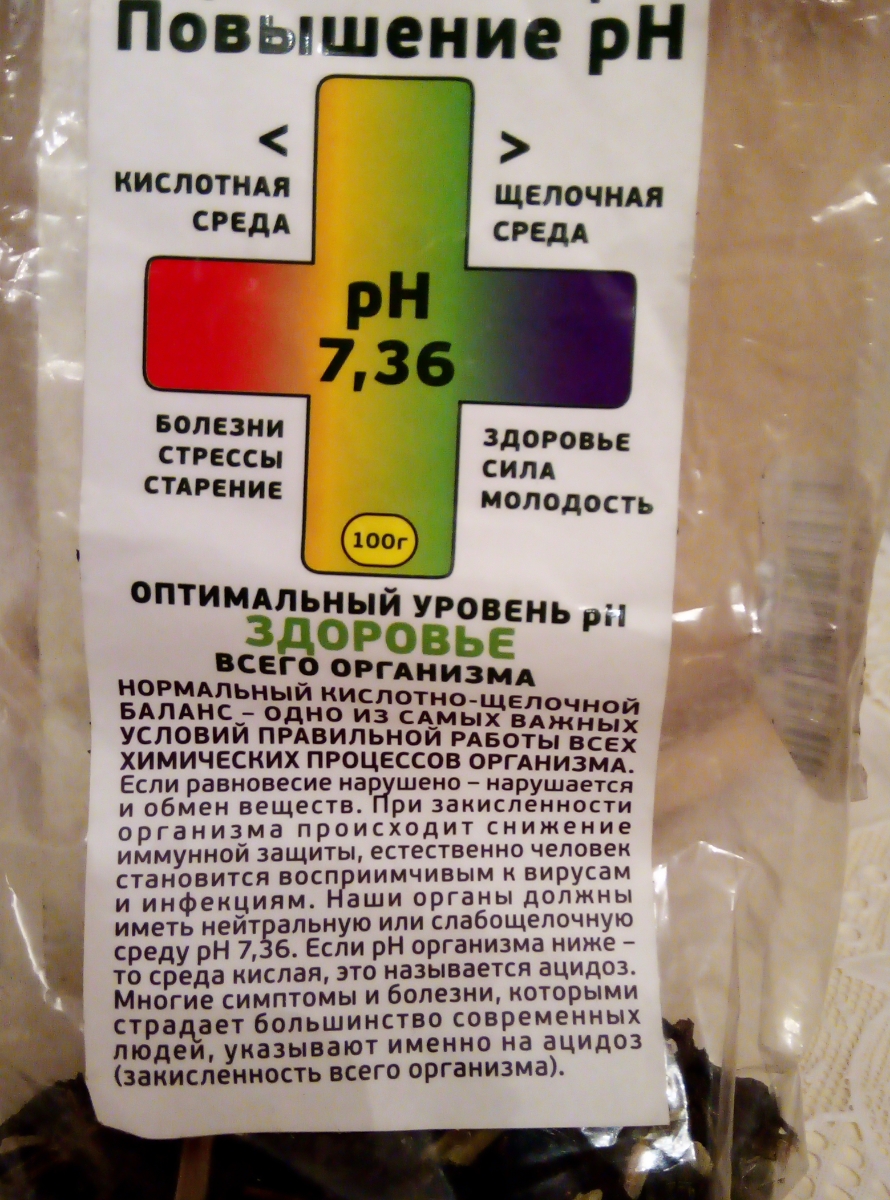 Повышение pH
<
>
КИСЛОТНАЯ
СРЕДА
ЩЕЛОЧНАЯ
СРЕДА
pH
7,36
БОЛЕЗНИ
СТРЕССЫ
СТАРЕНИЕ
ЗДОРОВЬЕ
СИЛА
МОЛОДОСТЬ
100г
ОПТИМАЛЬНЫЙ УРОВЕНЬ pH
ЗДОРОВЬЕ
ВСЕГО ОРГАНИЗМА
НОРМАЛЬНЫЙ КИСЛОТНО-ЩЕЛОЧНОЙ
БАЛАНС – ОДНО ИЗ САМЫХ ВАЖНЫХ
УСЛОВИЙ ПРАВИЛЬНОЙ РАБОТЫ ВСЕХ
ХИМИЧЕСКИХ ПРОЦЕССОВ ОРГАНИЗМА.
Если равновесие нарушено – нарушается
и обмен веществ. При закисленности
организма происходит снижение
иммунной защиты, естественно человек
становится восприимчивым к вирусам
и инфекциям. Наши органы должны
иметь нейтральную или слабощелочную
среду pH 7,36. Если pH организма ниже –
то среда кислая, это называется ацидоз.
Многие симптомы и болезни, которыми
страдает большинство современных
людей, указывают именно на ацидоз
(закисленность всего организма).